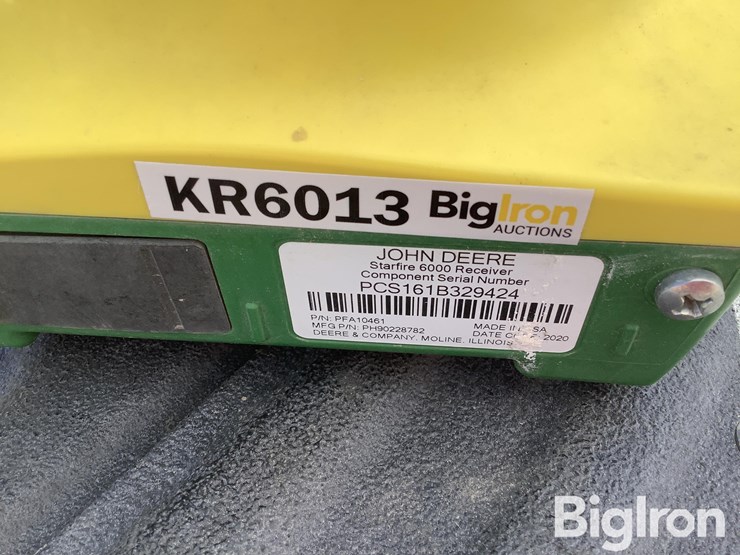 KR6013 BigIron
AUCTIONS
JOHN DEERE
Starfire 6000 Receiver
Component Serial Number
PCS161B329424
P/N: PFA10461
MFG P/N: PH90228782
MADE IN
DATE 2020
DEERE & COMPANY, MOLINE, ILLINOIS
BigIron